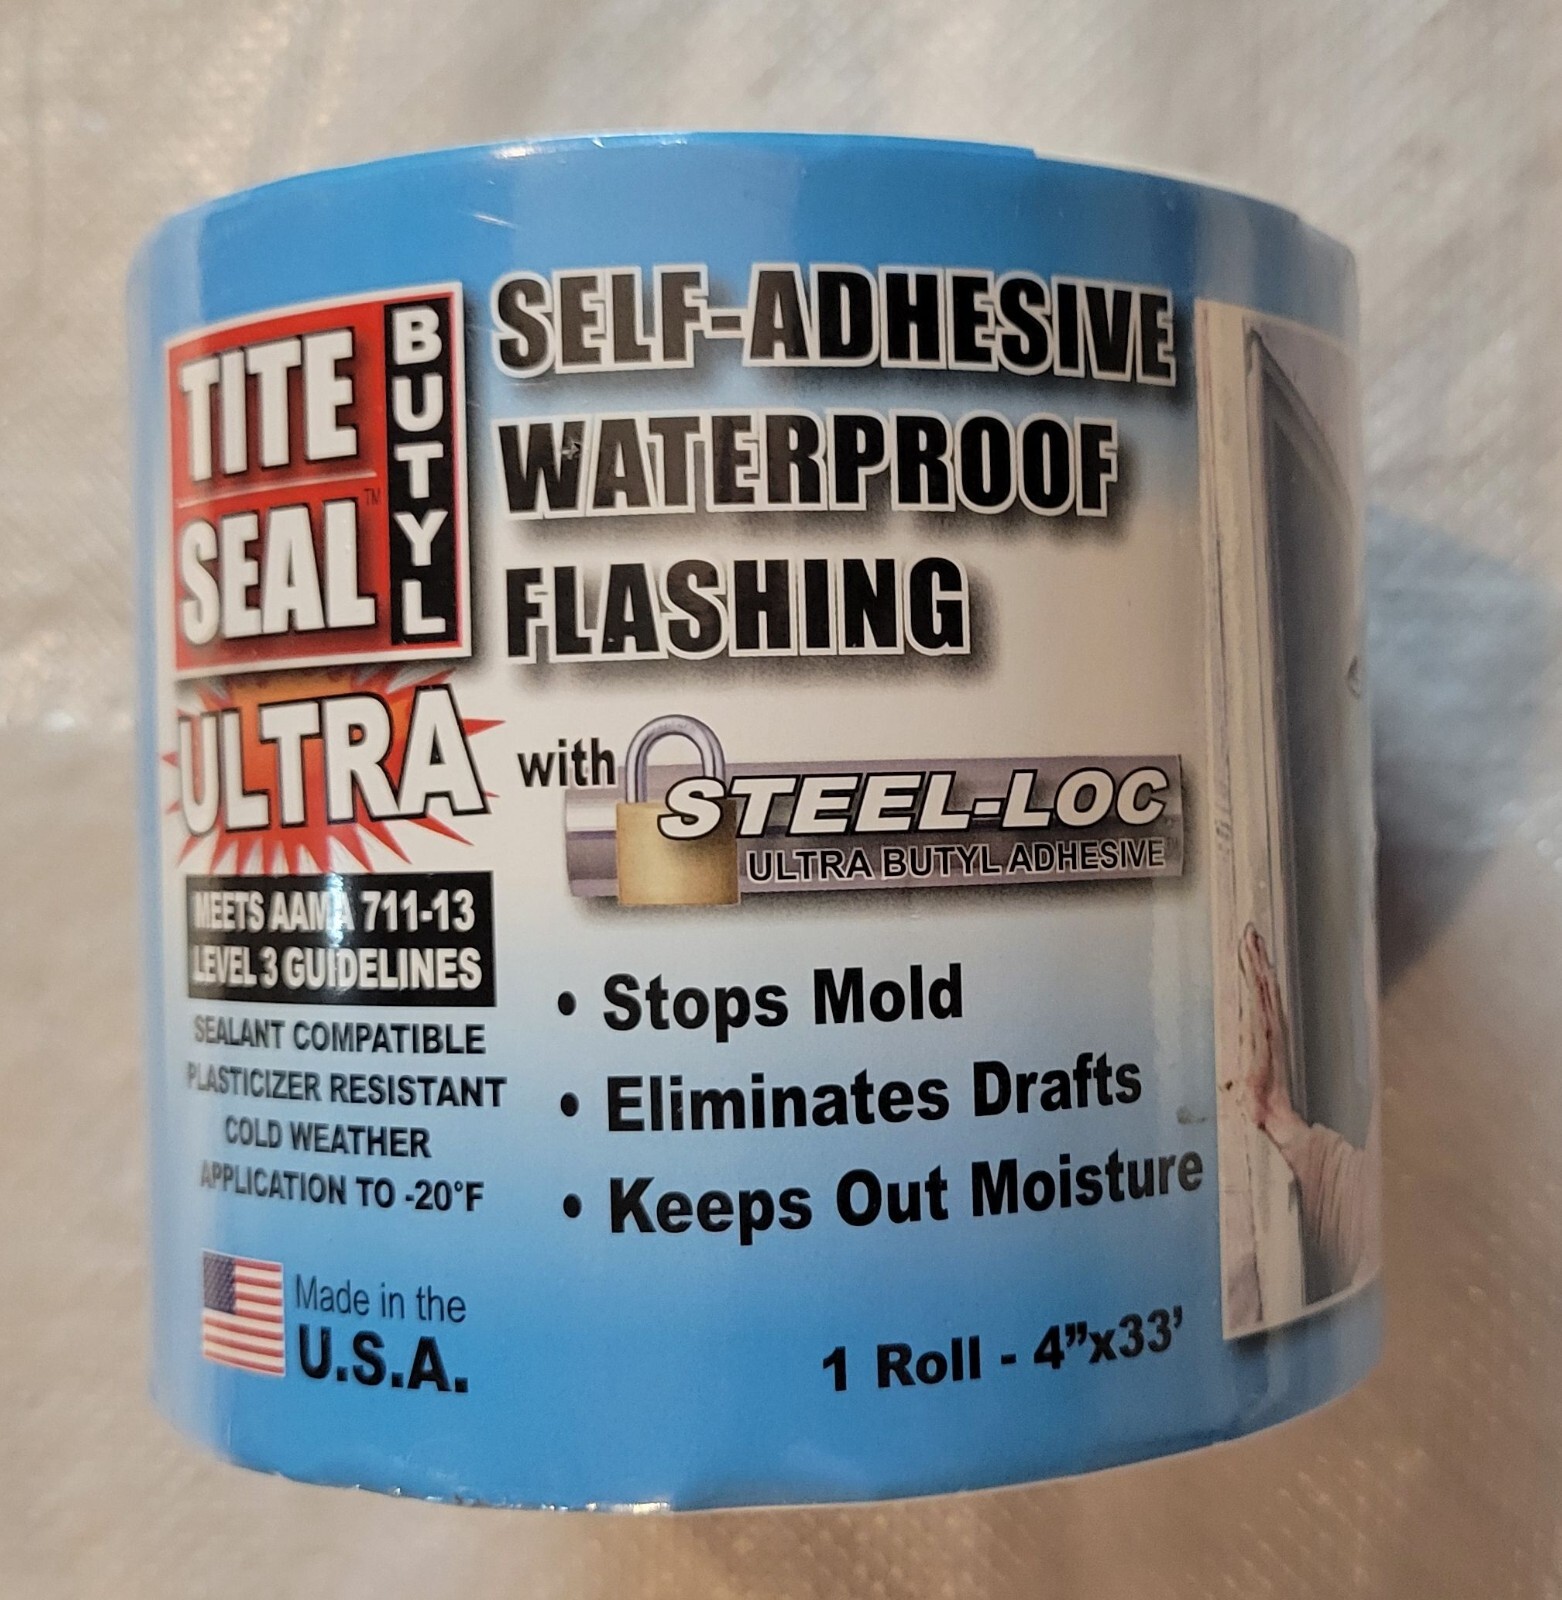 TITE
SEAL™
BUTYL
ULTRA
MEETS AAMA 711-13
LEVEL 3 GUIDELINES
SEALANT COMPATIBLE
PLASTICIZER RESISTANT
COLD WEATHER
APPLICATION TO -20°F
Made in the
U.S.A.
SELF-ADHESIVE
WATERPROOF
FLASHING
with
STEEL-LOC
ULTRA BUTYL ADHESIVE
• Stops Mold
• Eliminates Drafts
• Keeps Out Moisture
1 Roll - 4”x33’